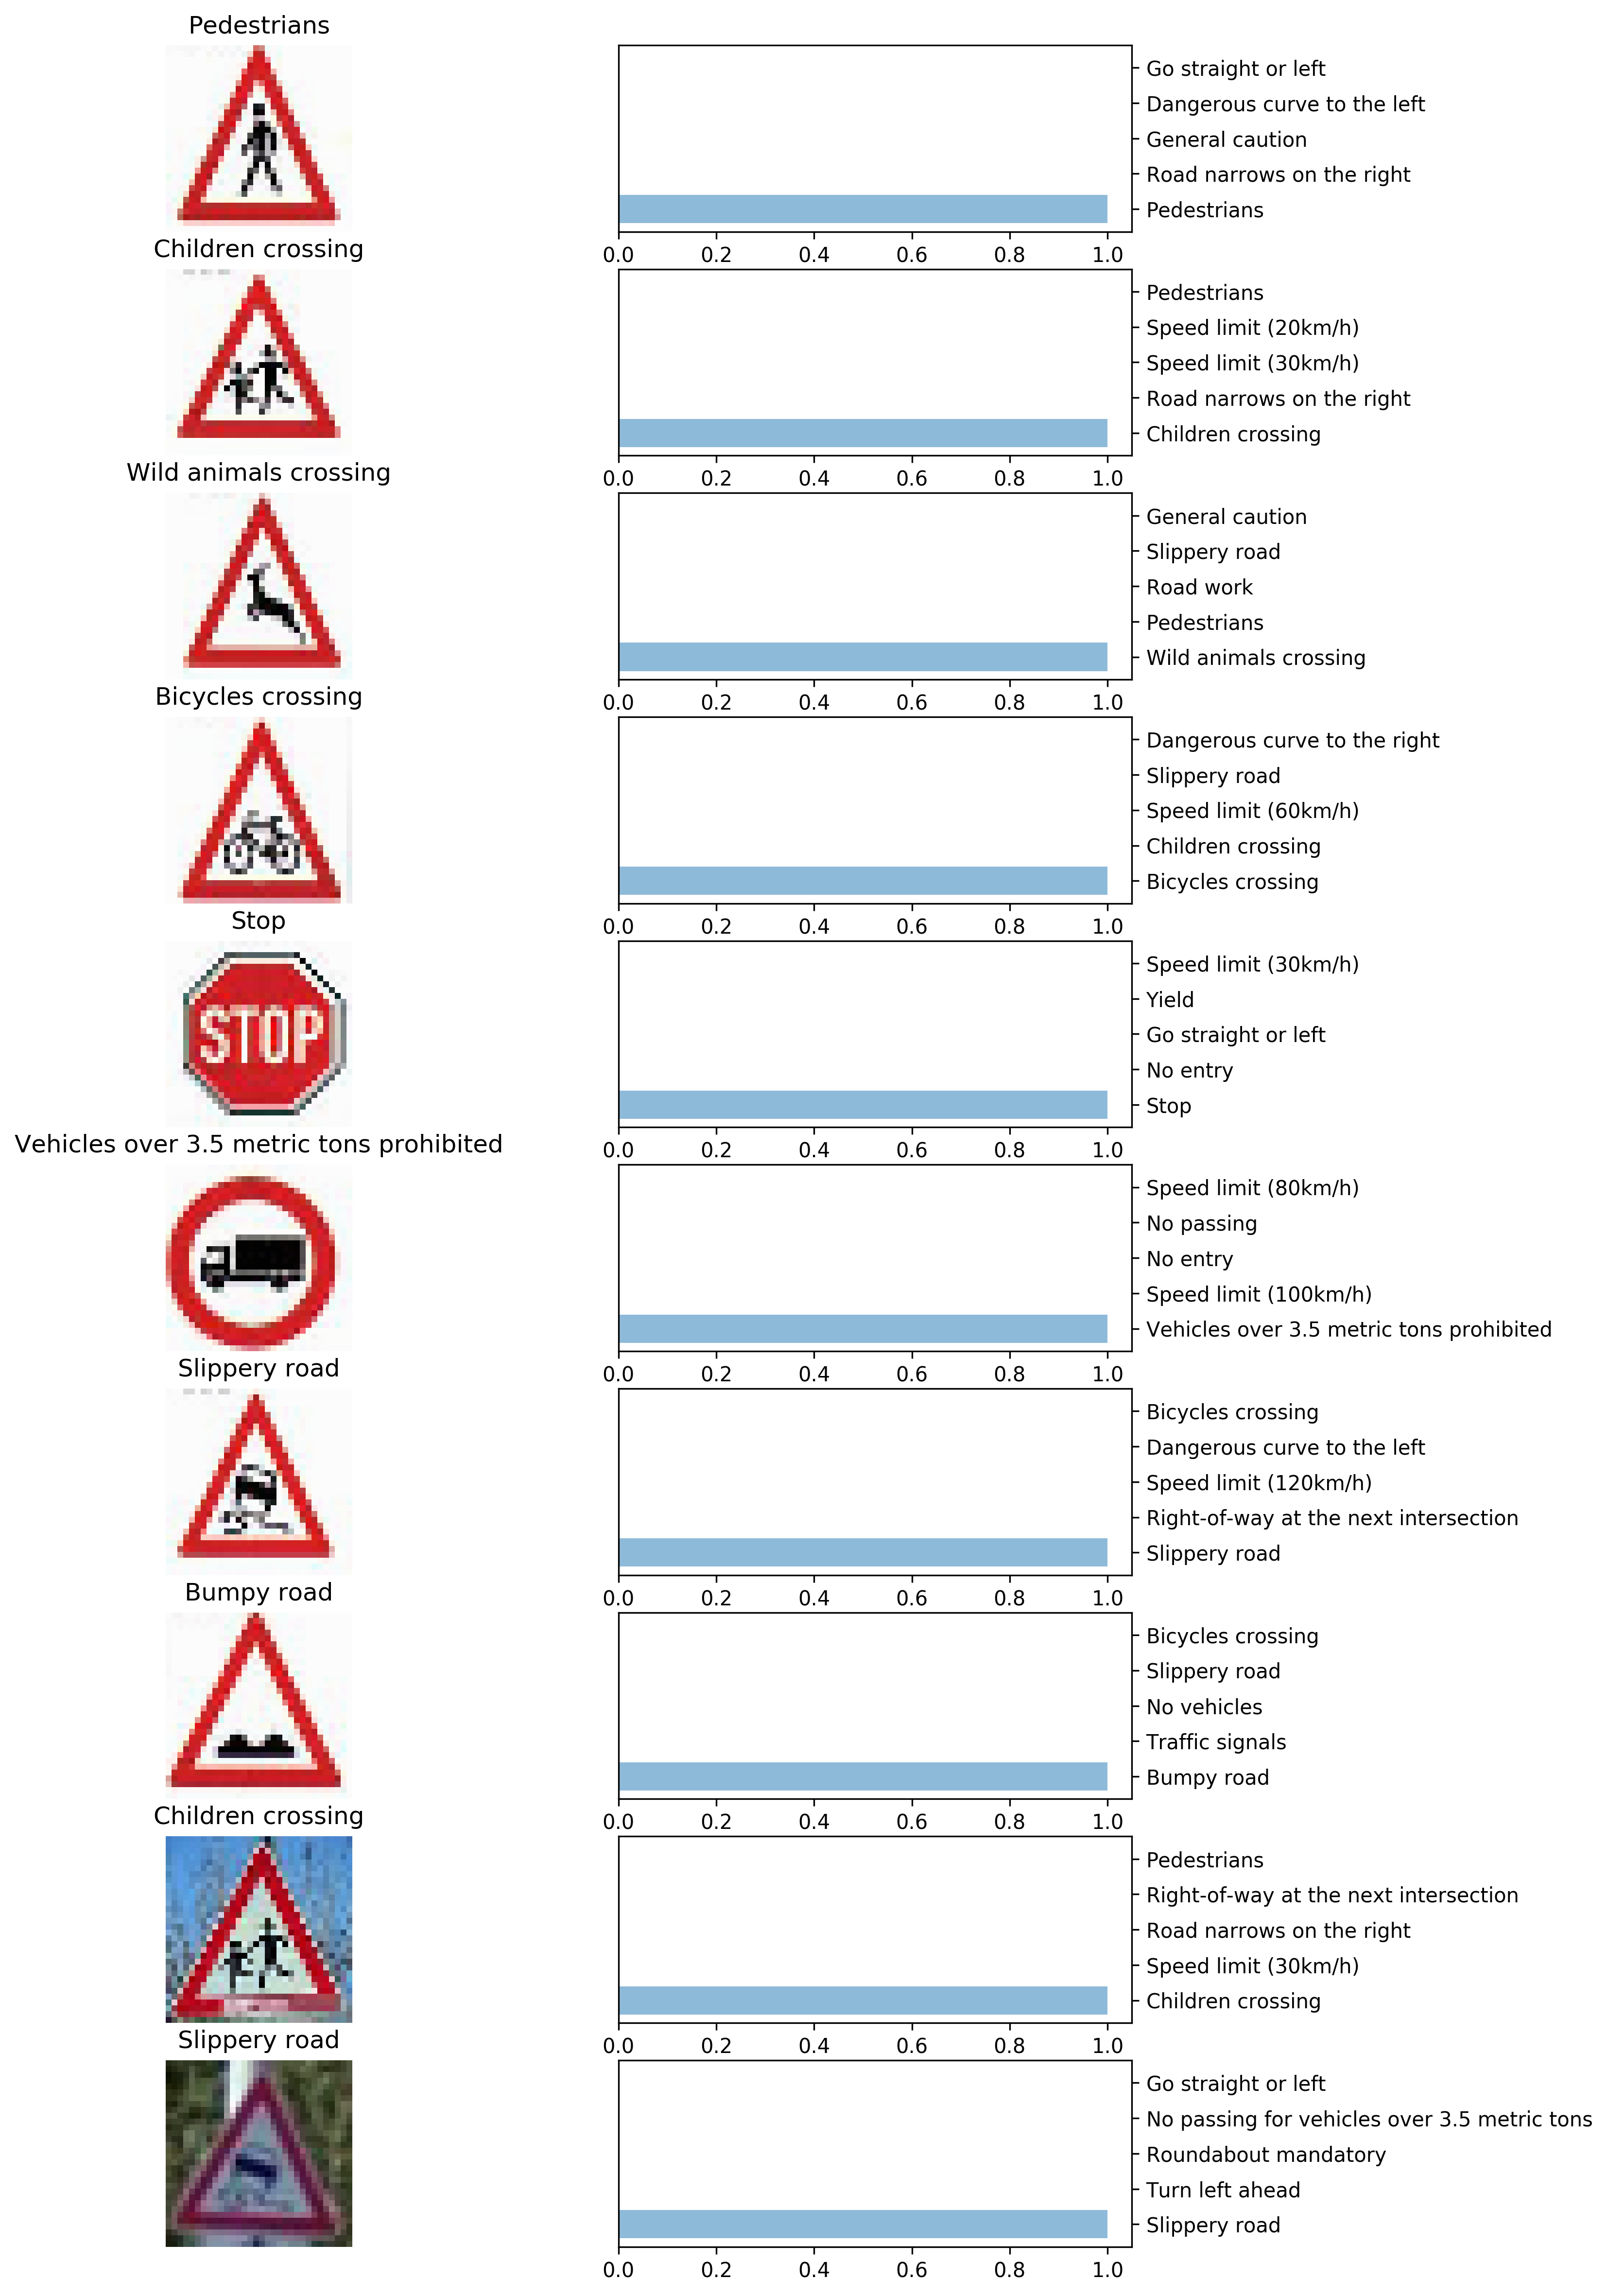 Pedestrians
Go straight or left
Dangerous curve to the left
General caution
Road narrows on the right
Pedestrians
0.0 0.2 0.4 0.6 0.8 1.0
Children crossing
Pedestrians
Speed limit (20km/h)
Speed limit (30km/h)
Road narrows on the right
Children crossing
0.0 0.2 0.4 0.6 0.8 1.0
Wild animals crossing
General caution
Slippery road
Road work
Pedestrians
Wild animals crossing
0.0 0.2 0.4 0.6 0.8 1.0
Bicycles crossing
Dangerous curve to the right
Slippery road
Speed limit (60km/h)
Children crossing
Bicycles crossing
0.0 0.2 0.4 0.6 0.8 1.0
Stop
STOP
Speed limit (30km/h)
Yield
Go straight or left
No entry
Stop
0.0 0.2 0.4 0.6 0.8 1.0
Vehicles over 3.5 metric tons prohibited
Speed limit (80km/h)
No passing
No entry
Speed limit (100km/h)
Vehicles over 3.5 metric tons prohibited
0.0 0.2 0.4 0.6 0.8 1.0
Slippery road
Bicycles crossing
Dangerous curve to the left
Speed limit (120km/h)
Right-of-way at the next intersection
Slippery road
0.0 0.2 0.4 0.6 0.8 1.0
Bumpy road
Bicycles crossing
Slippery road
No vehicles
Traffic signals
Bumpy road
0.0 0.2 0.4 0.6 0.8 1.0
Children crossing
Pedestrians
Right-of-way at the next intersection
Road narrows on the right
Speed limit (30km/h)
Children crossing
0.0 0.2 0.4 0.6 0.8 1.0
Slippery road
Go straight or left
No passing for vehicles over 3.5 metric tons
Roundabout mandatory
Turn left ahead
Slippery road
0.0 0.2 0.4 0.6 0.8 1.0